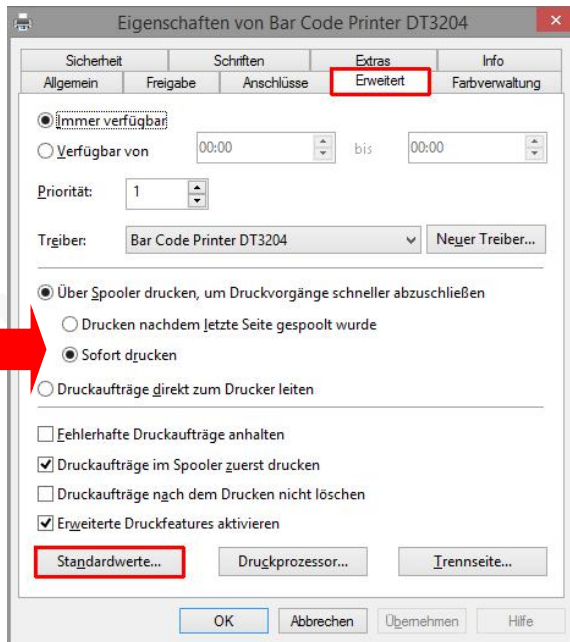 Eigenschaften von Bar Code Printer DT3204
Sicherheit Schriften Extras Info
Allgemein Freigabe Anschlüsse Erweitert Farbverwaltung
Immer verfügbar
Verfügbar von 00:00 bis 00:00
Priorität: 1
Treiber: Bar Code Printer DT3204 Neuer Treiber...
Über Spooler drucken, um Druckvorgänge schneller abzuschließen
Drucken nachdem letzte Seite gespoolt wurde
Sofort drucken
Druckaufträge direkt zum Drucker leiten
Fehlerhafte Druckaufträge anhalten
Druckaufträge im Spooler zuerst drucken
Druckaufträge nach dem Drucken nicht löschen
Erweiterte Druckfeatures aktivieren
Standardwerte... Druckprozessor... Trennseite...
OK Abbrechen Übernehmen Hilfe